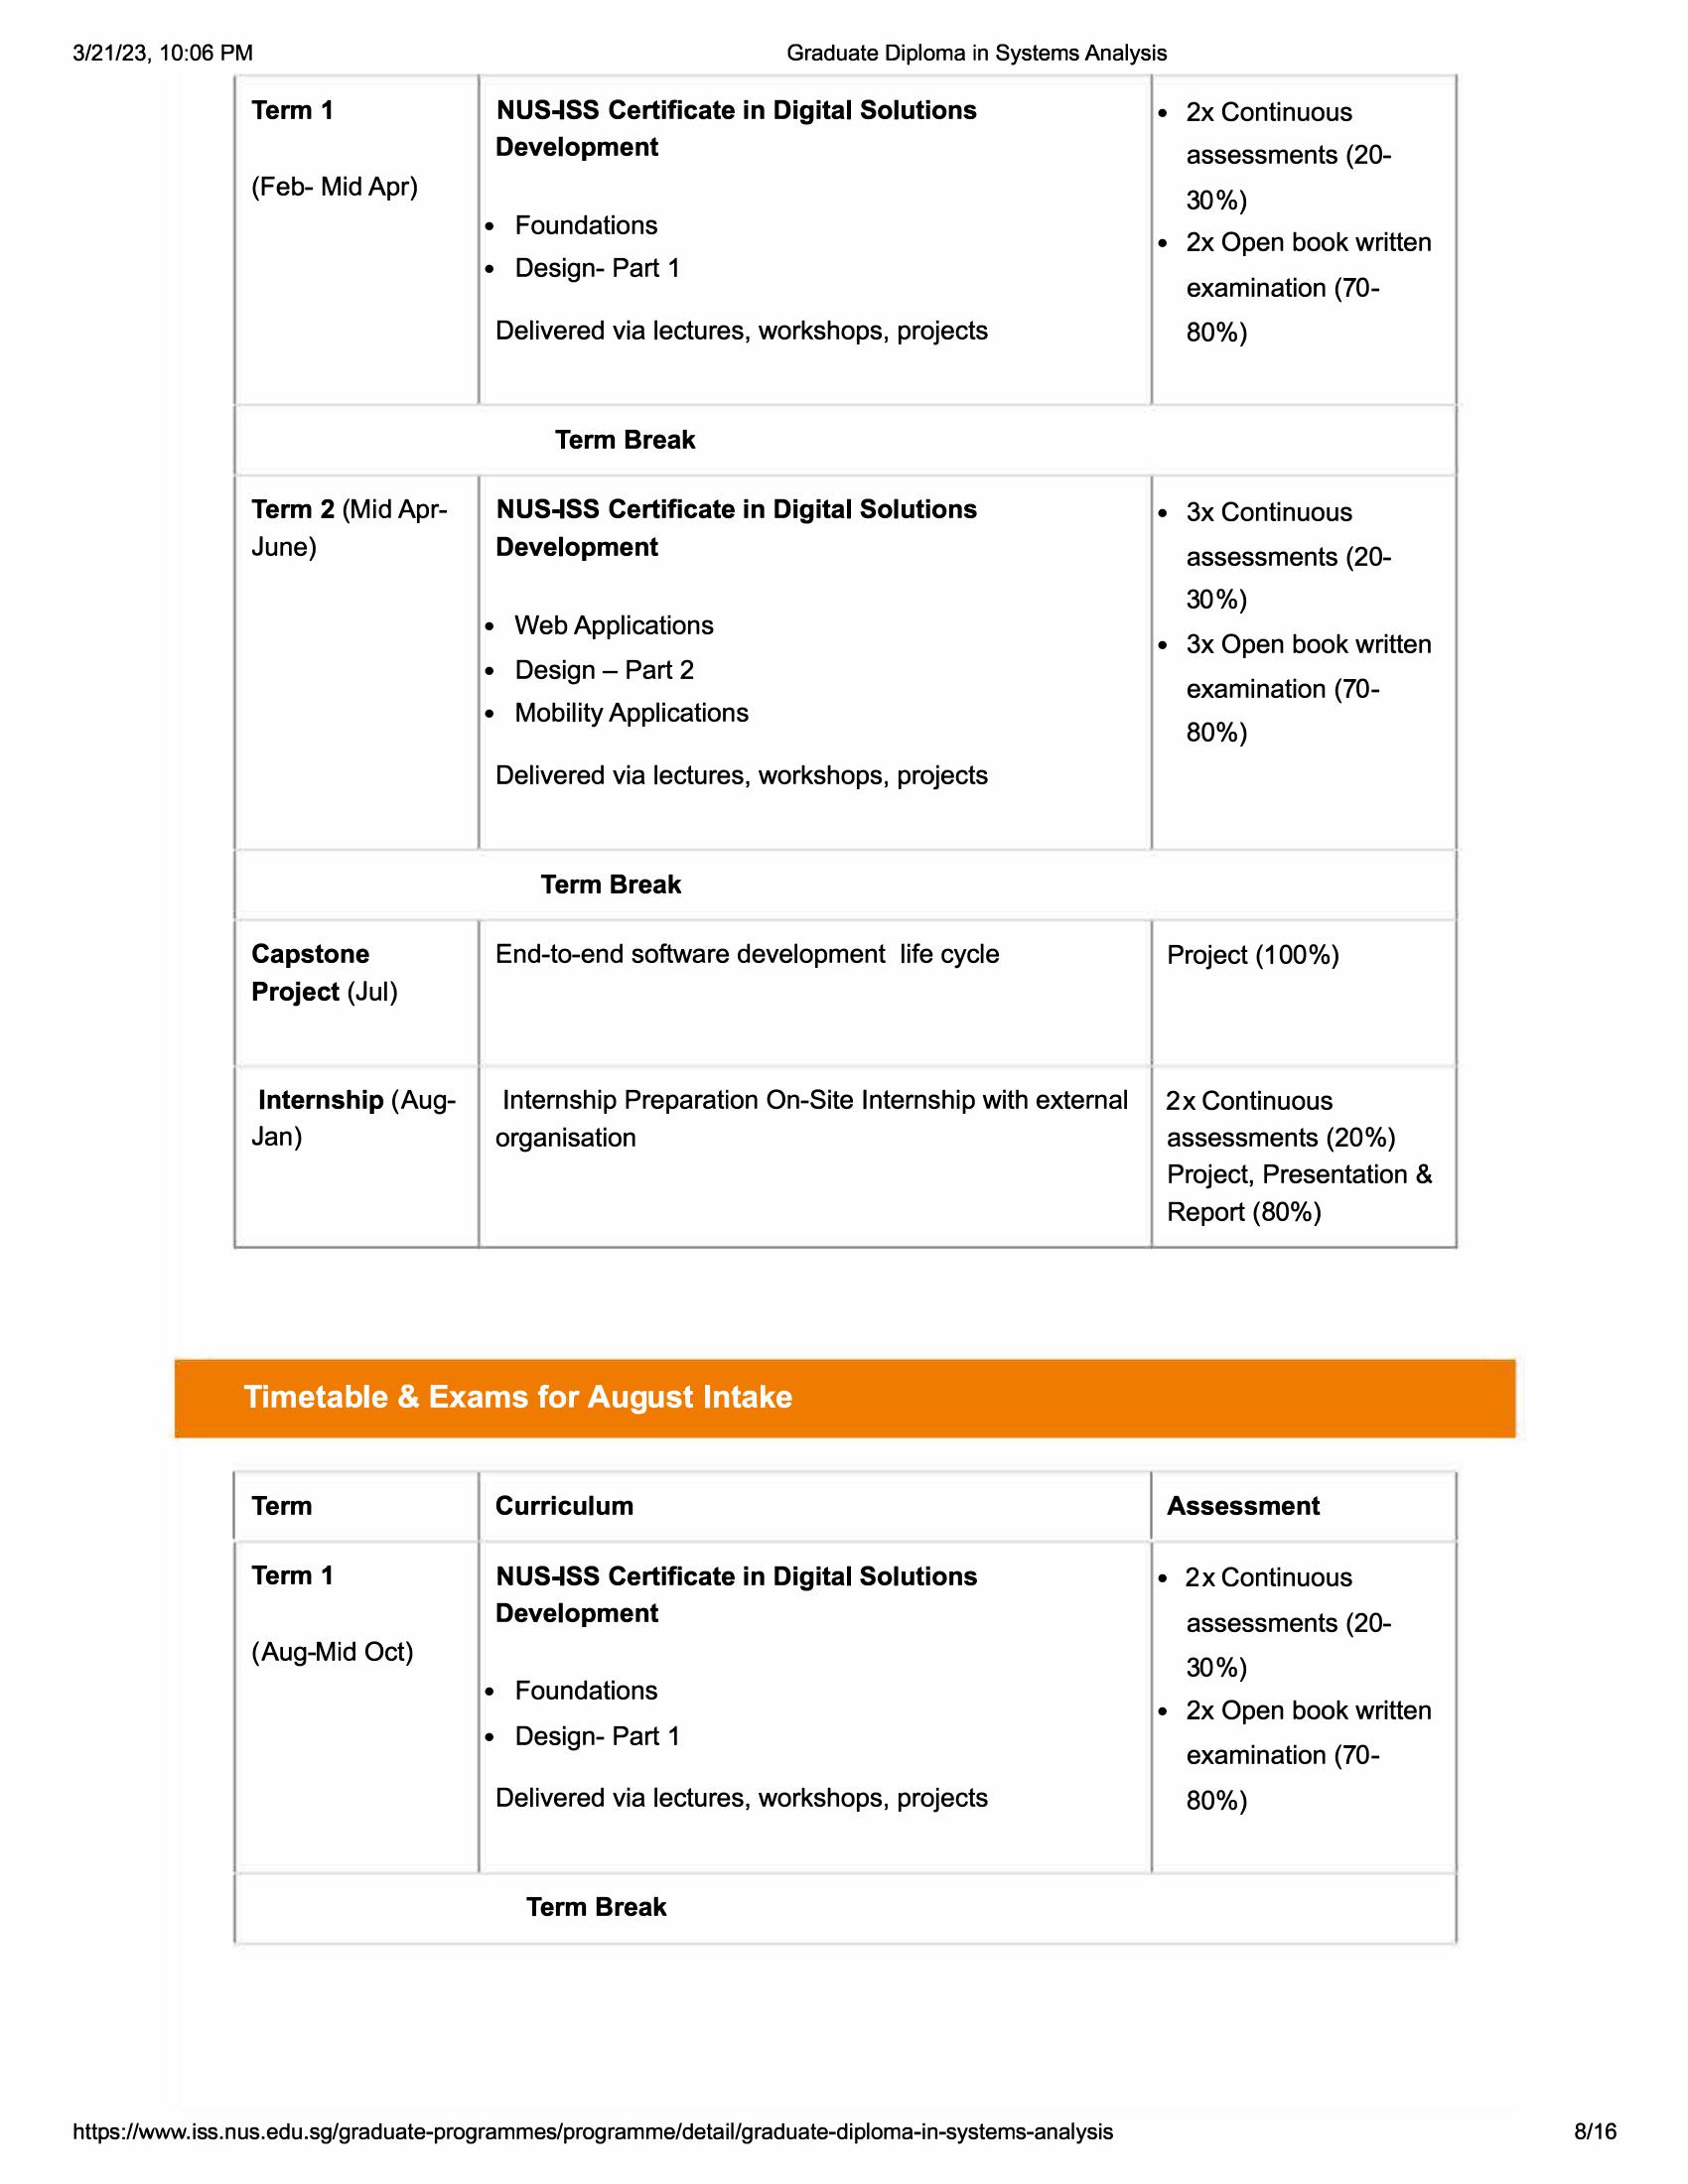 3/21/23, 10:06 PM
Graduate Diploma in Systems Analysis
Term 1
(Feb- Mid Apr)
NUS-ISS Certificate in Digital Solutions
Development
• Foundations
• Design- Part 1
Delivered via lectures, workshops, projects
• 2x Continuous
assessments (20-
30%)
• 2x Open book written
examination (70-
80%)
Term Break
Term 2 (Mid Apr-
June)
NUS-ISS Certificate in Digital Solutions
Development
• Web Applications
• Design – Part 2
• Mobility Applications
Delivered via lectures, workshops, projects
• 3x Continuous
assessments (20-
30%)
• 3x Open book written
examination (70-
80%)
Term Break
Capstone
Project (Jul)
End-to-end software development life cycle
Project (100%)
Internship (Aug-
Jan)
Internship Preparation On-Site Internship with external
organisation
2x Continuous
assessments (20%)
Project, Presentation &
Report (80%)
Timetable & Exams for August Intake
Term
Curriculum
Assessment
Term 1
(Aug-Mid Oct)
NUS-ISS Certificate in Digital Solutions
Development
• Foundations
• Design- Part 1
Delivered via lectures, workshops, projects
• 2x Continuous
assessments (20-
30%)
• 2x Open book written
examination (70-
80%)
Term Break
https://www.iss.nus.edu.sg/graduate-programmes/programme/detail/graduate-diploma-in-systems-analysis
8/16